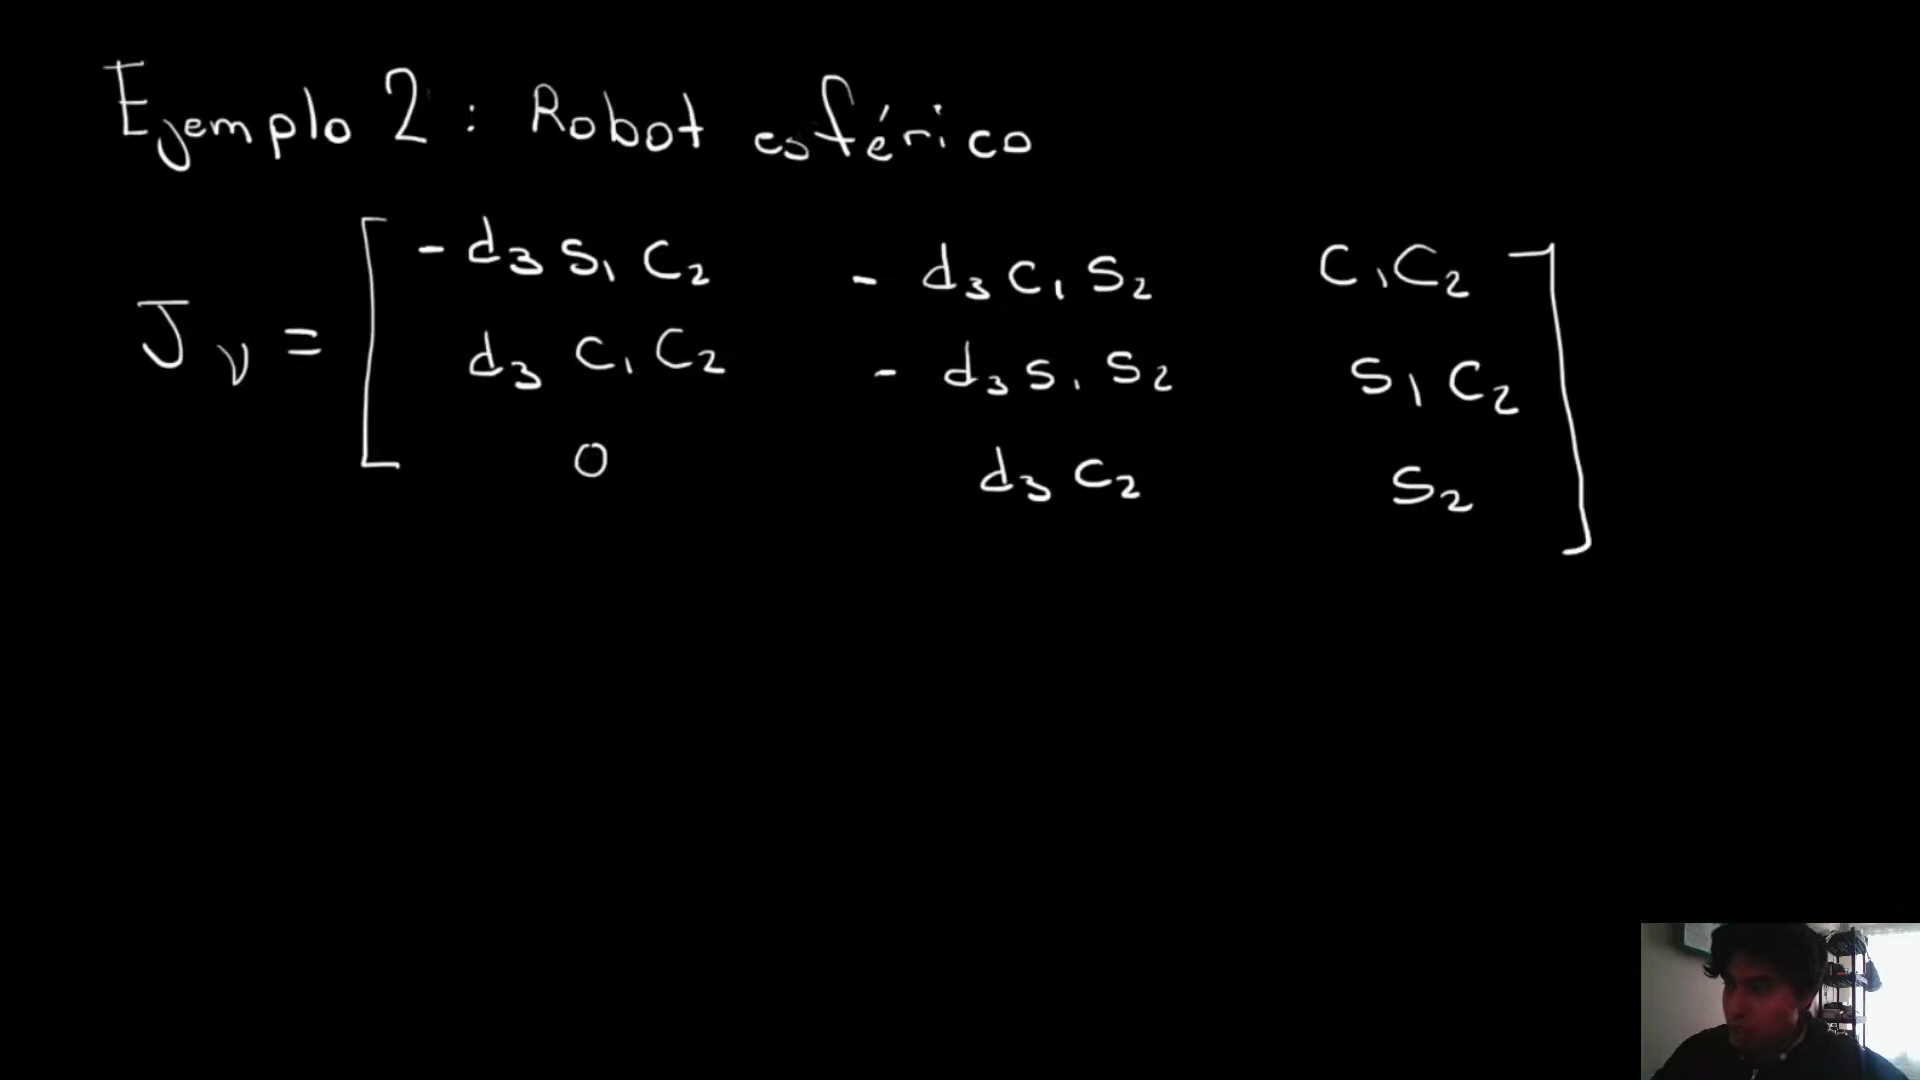 Ejemplo 2 : Robot esférico
- d₃ s₁ c₂ - d₃ c₁ s₂ c₁ c₂
Jᵥ = d₃ c₁ c₂ - d₃ s₁ s₂ s₁ c₂
0 d₃ c₂ s₂